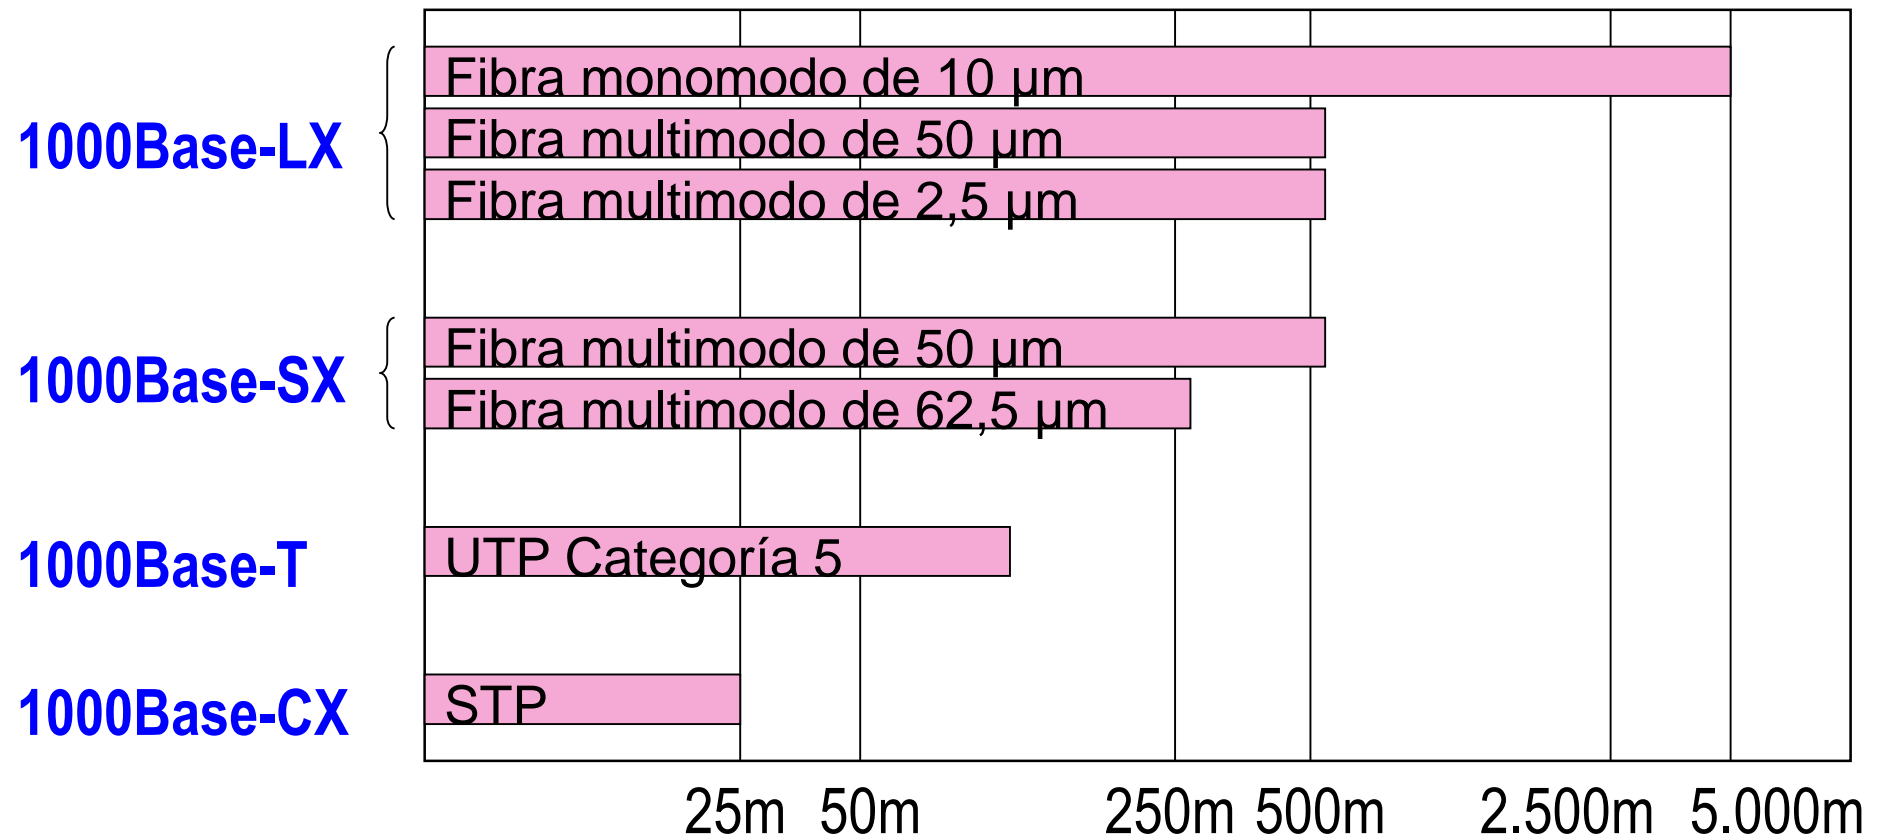 Fibra monomodo de 10 µm
1000Base-LX
Fibra multimodo de 50 µm
Fibra multimodo de 2,5 µm
1000Base-SX
Fibra multimodo de 50 µm
Fibra multimodo de 62,5 µm
1000Base-T
UTP Categoría 5
1000Base-CX
STP
25m 50m 250m 500m 2.500m 5.000m